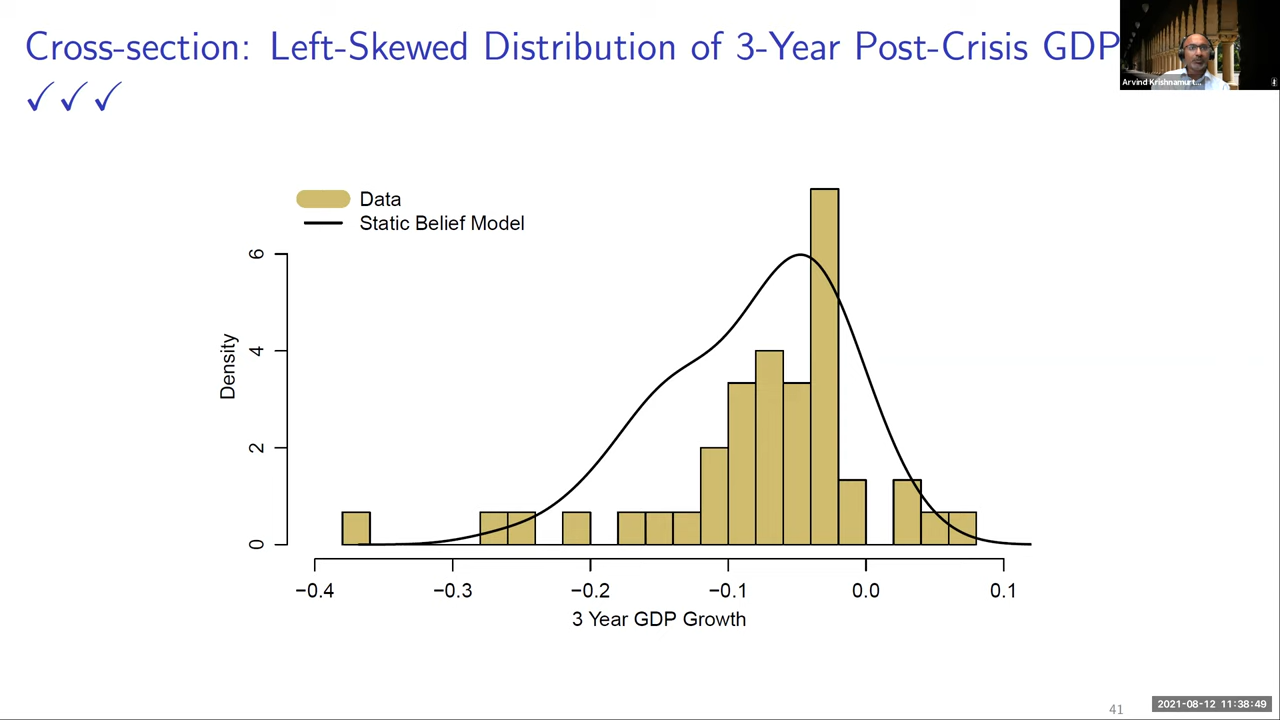 Cross-section: Left-Skewed Distribution of 3-Year Post-Crisis GDP
✓✓✓
Arvind Krishnamurt...
Data
Static Belief Model
6
4
2
0
Density
−0.4 −0.3 −0.2 −0.1 0.0 0.1
3 Year GDP Growth
41
2021-08-12 11:38:49